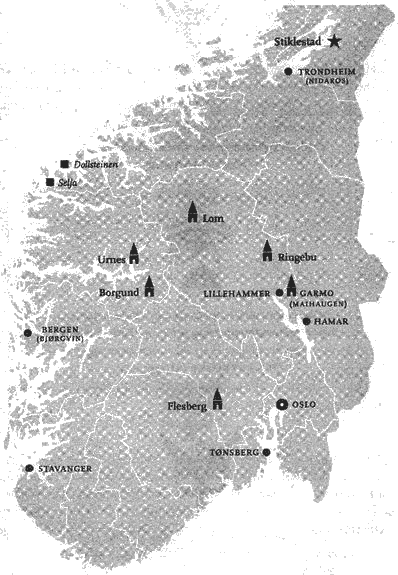 Stiklestad
TRONDHEIM
(NIDAROS)
Dollsteinen
Selja
Lom
Urnes
Ringebu
Borgund
LILLEHAMMER
GARMO
(MAIHAUGEN)
HAMAR
BERGEN
(BJØRGVIN)
Flesberg
OSLO
TØNSBERG
STAVANGER